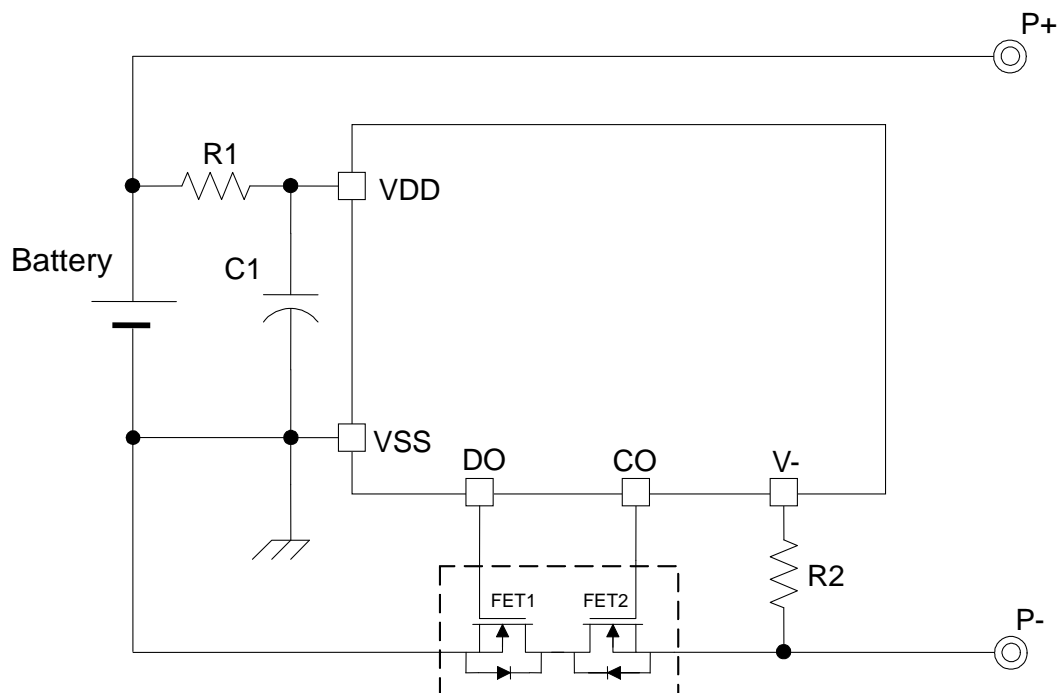 P+
R1
VDD
Battery
C1
VSS
DO
CO
V-
R2
FET1
FET2
P-